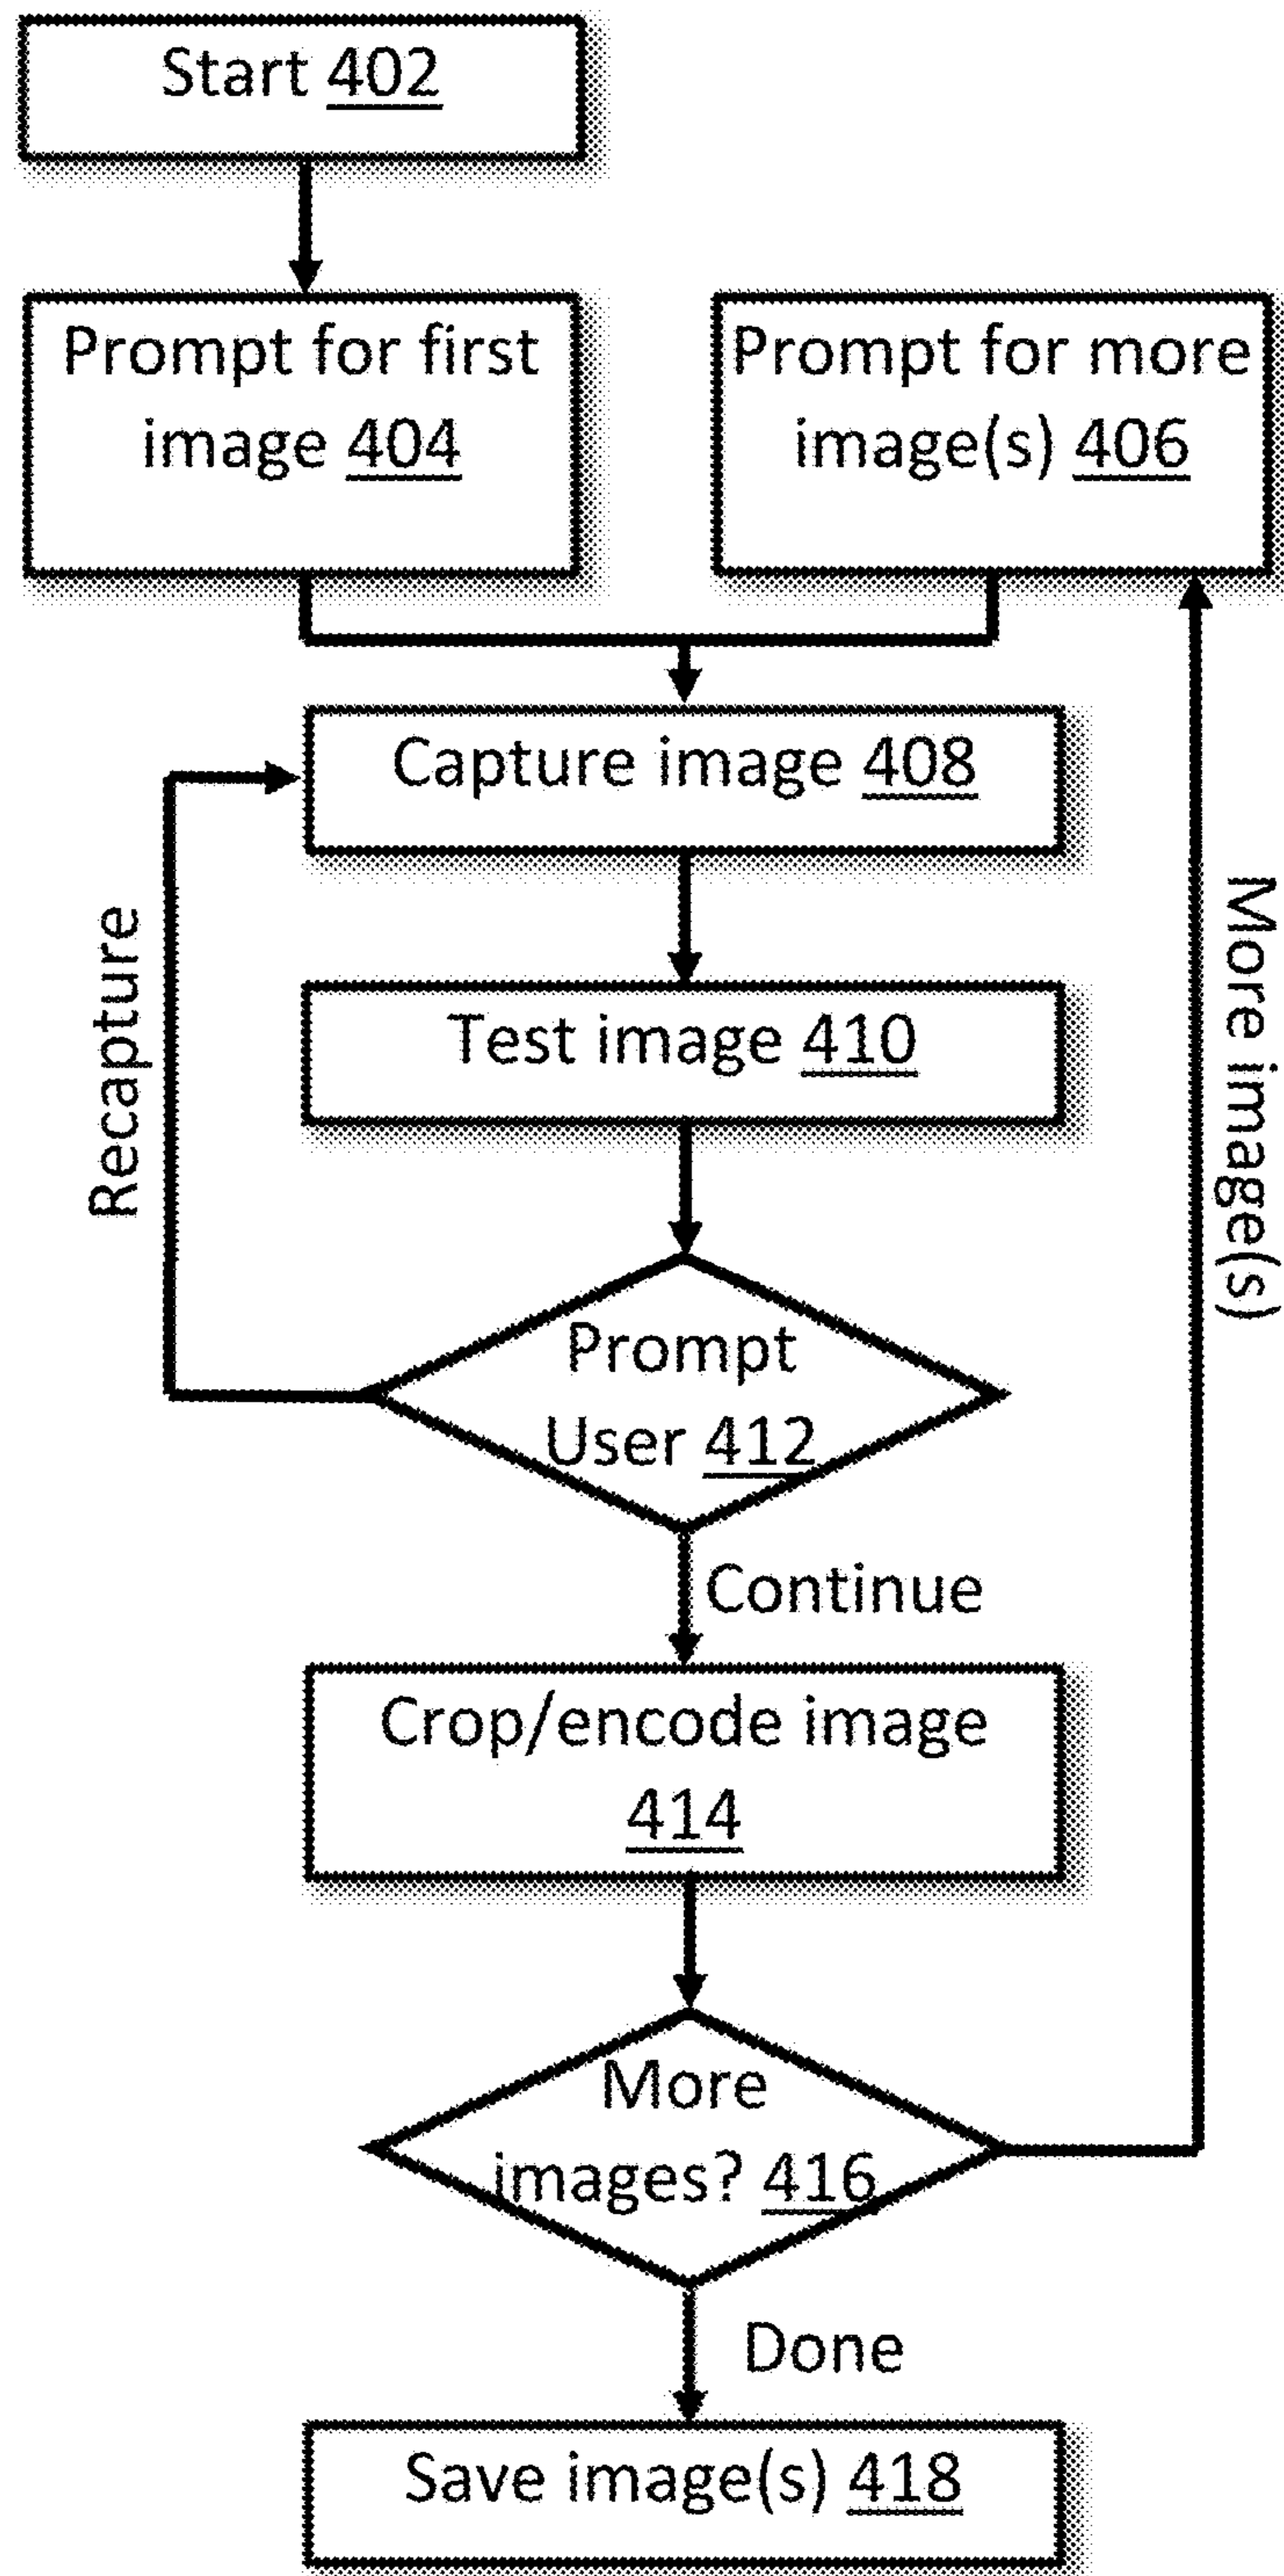 Start 402
Prompt for first
image 404
Prompt for more
image(s) 406
Capture image 408
Recapture
More image(s)
Test image 410
Prompt
User 412
Continue
Crop/encode image
414
More
images? 416
Done
Save image(s) 418